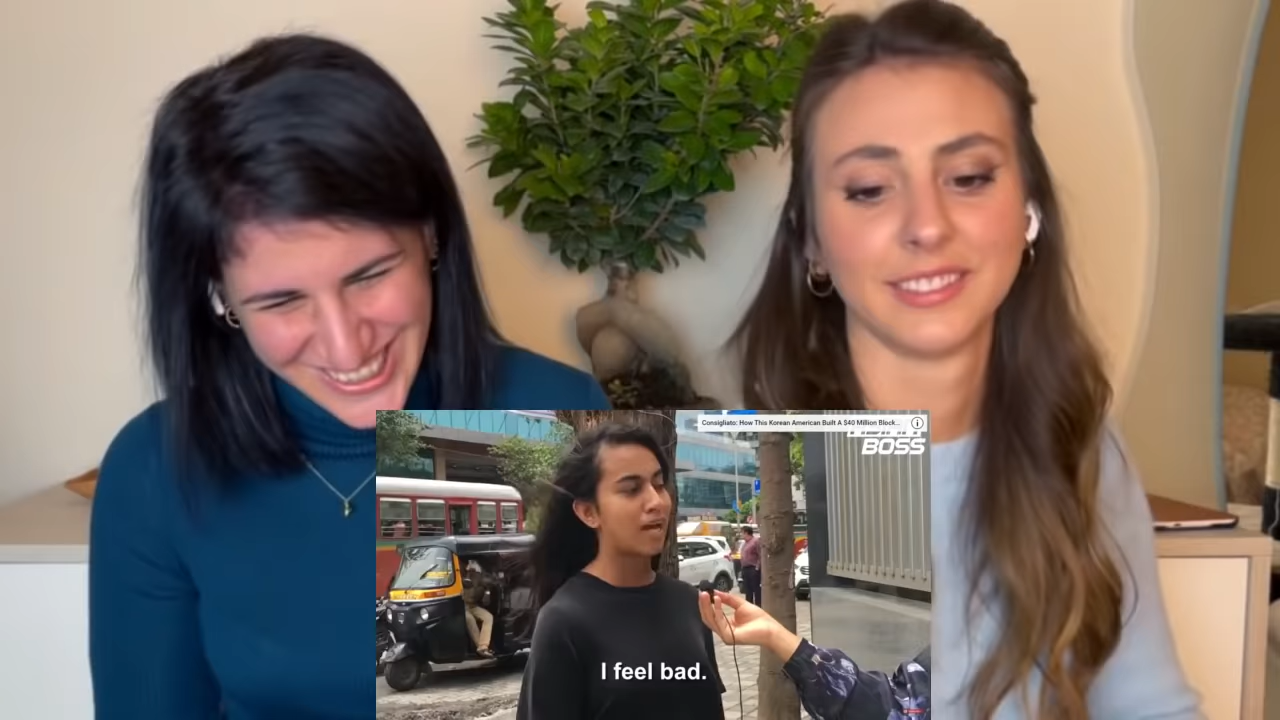 Consigliato: How This Korean American Built A $40 Million Block...
BOSS
I feel bad.